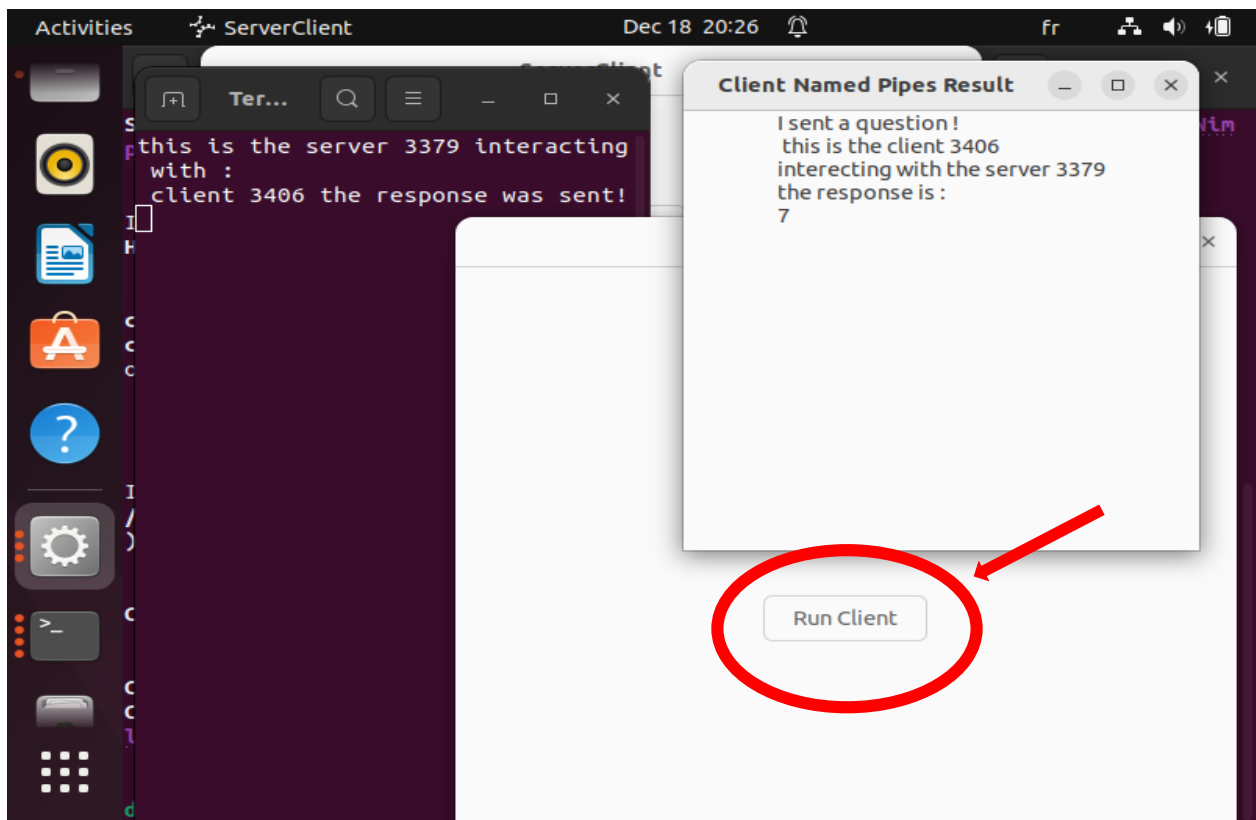 Activities
ServerClient
Dec 18 20:26
fr
Ter...
this is the server 3379 interacting
with :
client 3406 the response was sent!
Client Named Pipes Result
I sent a question !
this is the client 3406
interecting with the server 3379
the response is :
7
Run Client